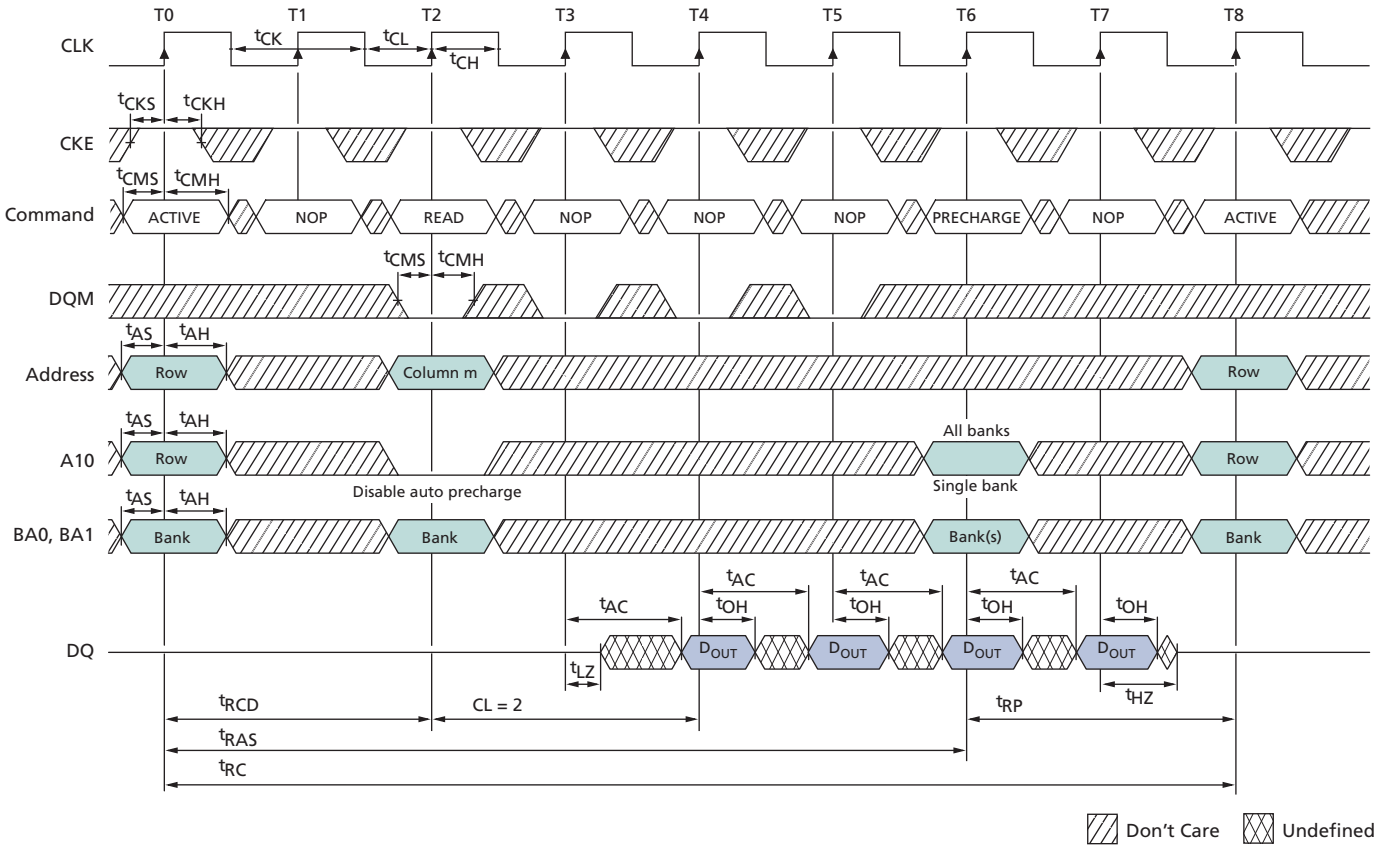 T0 T1 T2 T3 T4 T5 T6 T7 T8
CLK tCK tCL tCH
tCKS tCKH
CKE
tCMS tCMH
Command ACTIVE NOP READ NOP NOP NOP PRECHARGE NOP ACTIVE
tCMS tCMH
DQM
tAS tAH
Address Row Column m Row
tAS tAH All banks
A10 Row Row
Disable auto precharge Single bank
tAS tAH
BA0, BA1 Bank Bank Bank(s) Bank
tAC tAC tAC tAC
tOH tOH tOH tOH
DQ DOUT DOUT DOUT DOUT
tLZ tHZ
tRCD CL = 2 tRP
tRAS
tRC
Don't Care Undefined